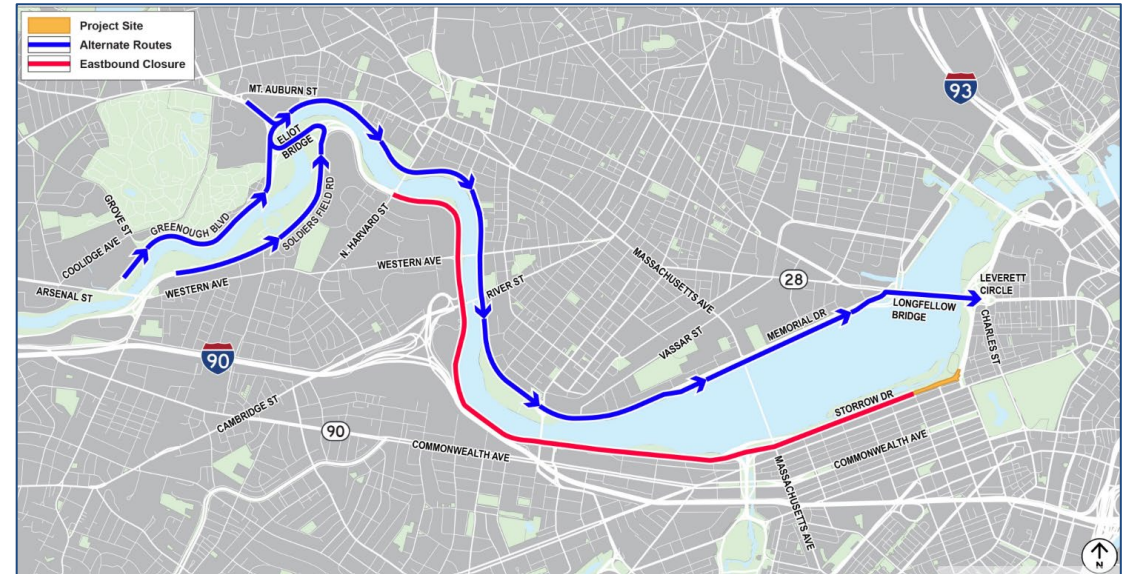 Project Site
Alternate Routes
Eastbound Closure
MT. AUBURN ST
93
ELIOT
BRIDGE
GROVE ST
GREENOUGH BLVD
SOLDIERS FIELD RD
COOLIDGE AVE
N. HARVARD ST
WESTERN AVE
MASSACHUSETTS AVE
ARSENAL ST
WESTERN AVE
RIVER ST
28
LEVERETT
CIRCLE
LONGFELLOW
BRIDGE
MEMORIAL DR
CHARLES ST
VASSAR ST
90
CAMBRIDGE ST
STORROW DR
90
COMMONWEALTH AVE
COMMONWEALTH AVE
MASSACHUSETTS AVE
N